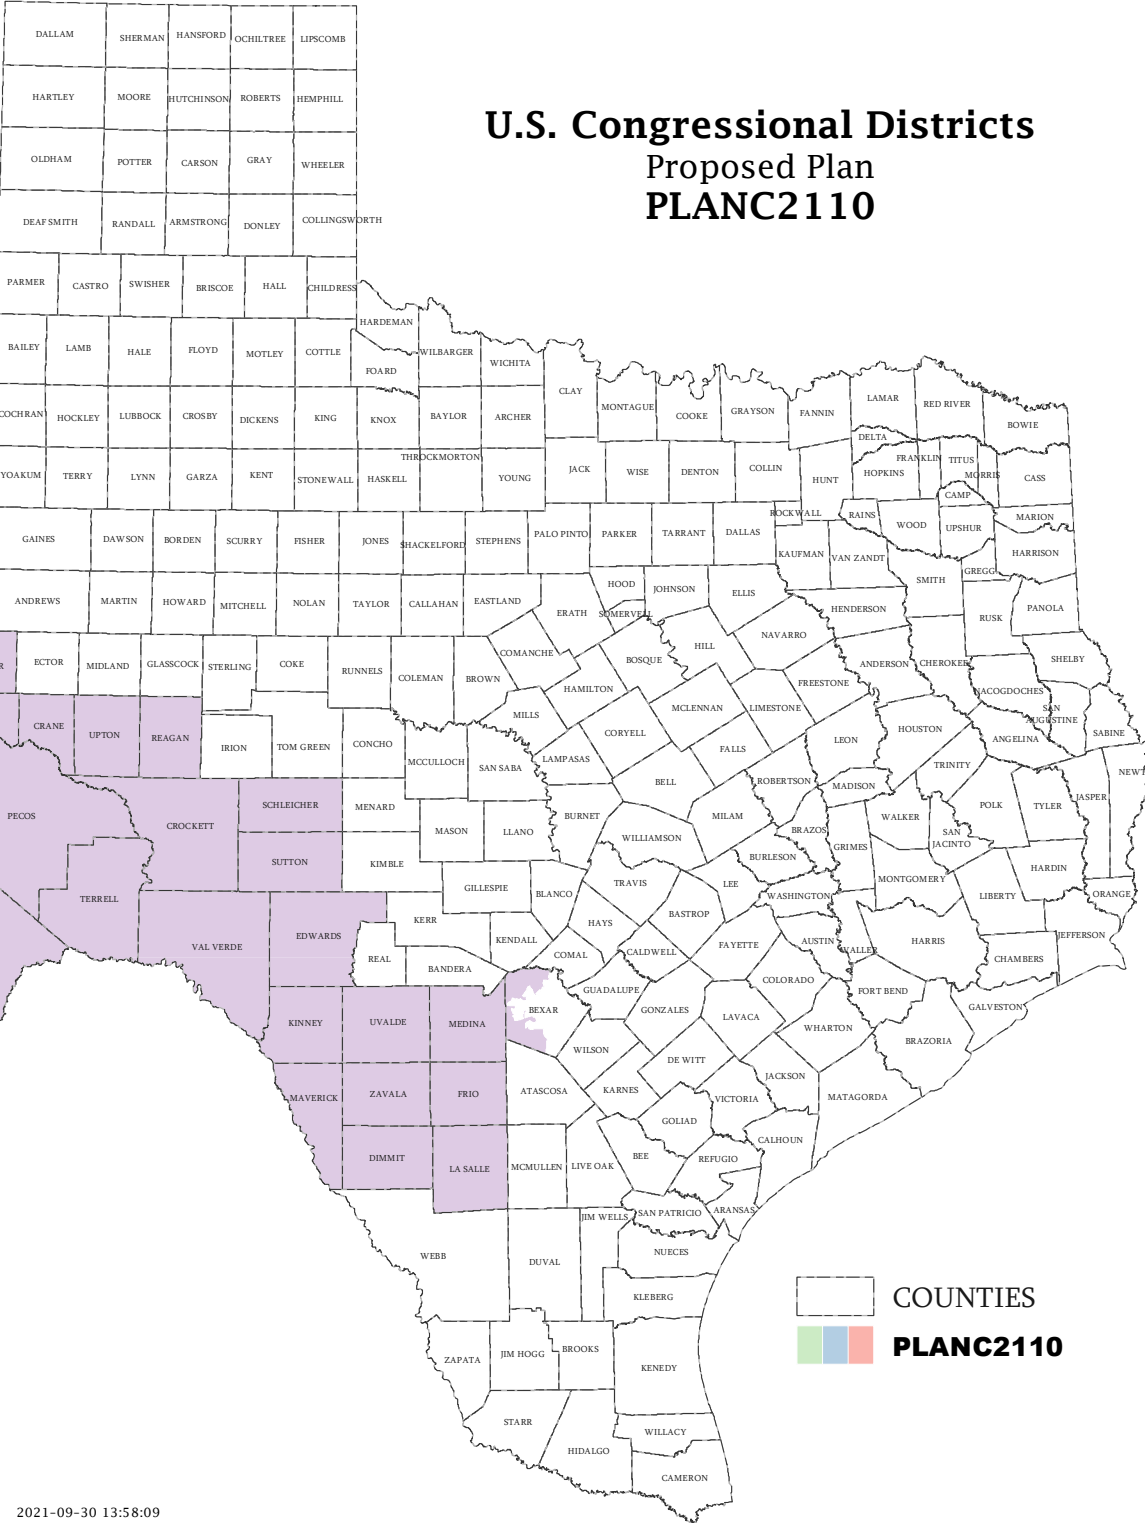 U.S. Congressional Districts
Proposed Plan
PLANC2110
DALLAM
SHERMAN
HANSFORD
OCHILTREE
LIPSCOMB
HARTLEY
MOORE
HUTCHINSON
ROBERTS
HEMPHILL
OLDHAM
POTTER
CARSON
GRAY
WHEELER
DEAF SMITH
RANDALL
ARMSTRONG
DONLEY
COLLINGSWORTH
PARMER
CASTRO
SWISHER
BRISCOE
HALL
CHILDRESS
HARDEMAN
BAILEY
LAMB
HALE
FLOYD
MOTLEY
COTTLE
FOARD
WILBARGER
WICHITA
CLAY
MONTAGUE
COOKE
GRAYSON
FANNIN
LAMAR
RED RIVER
BOWIE
COCHRAN
HOCKLEY
LUBBOCK
CROSBY
DICKENS
KING
KNOX
BAYLOR
ARCHER
DELTA
YOAKUM
TERRY
LYNN
GARZA
KENT
STONEWALL
HASKELL
THROCKMORTON
YOUNG
JACK
WISE
DENTON
COLLIN
HUNT
HOPKINS
FRANKLIN
TITUS
MORRIS
CASS
CAMP
GAINES
DAWSON
BORDEN
SCURRY
FISHER
JONES
SHACKELFORD
STEPHENS
PALO PINTO
PARKER
TARRANT
DALLAS
ROCKWALL
RAINS
WOOD
UPSHUR
MARION
KAUFMAN
VAN ZANDT
HARRISON
GREGG
SMITH
ANDREWS
MARTIN
HOWARD
MITCHELL
NOLAN
TAYLOR
CALLAHAN
EASTLAND
ERATH
HOOD
SOMERVELL
JOHNSON
ELLIS
HENDERSON
RUSK
PANOLA
R
ECTOR
MIDLAND
GLASSCOCK
STERLING
COKE
RUNNELS
COLEMAN
BROWN
COMANCHE
BOSQUE
HILL
NAVARRO
ANDERSON
CHEROKEE
SHELBY
HAMILTON
FREESTONE
NACOGDOCHES
CRANE
UPTON
REAGAN
IRION
TOM GREEN
CONCHO
MCCULLOCH
SAN SABA
MILLS
LAMPASAS
CORYELL
MCLENNAN
LIMESTONE
FALLS
LEON
HOUSTON
ANGELINA
SAN
AUGUSTINE
SABINE
TRINITY
NEWT
PECOS
CROCKETT
SCHLEICHER
MENARD
MASON
LLANO
BURNET
BELL
ROBERTSON
MADISON
POLK
TYLER
JASPER
MILAM
WILLIAMSON
BRAZOS
WALKER
SAN
JACINTO
GRIMES
SUTTON
KIMBLE
BURLESON
HARDIN
TERRELL
GILLESPIE
BLANCO
TRAVIS
LEE
WASHINGTON
MONTGOMERY
LIBERTY
ORANGE
VAL VERDE
EDWARDS
KERR
KENDALL
HAYS
BASTROP
FAYETTE
AUSTIN
WALLER
HARRIS
JEFFERSON
REAL
BANDERA
COMAL
CALDWELL
CHAMBERS
COLORADO
KINNEY
UVALDE
MEDINA
BEXAR
GUADALUPE
GONZALES
LAVACA
WHARTON
FORT BEND
GALVESTON
BRAZORIA
WILSON
DE WITT
MAVERICK
ZAVALA
FRIO
ATASCOSA
KARNES
JACKSON
VICTORIA
MATAGORDA
GOLIAD
CALHOUN
DIMMIT
LA SALLE
MCMULLEN
LIVE OAK
BEE
REFUGIO
JIM WELLS
SAN PATRICIO
ARANSAS
WEBB
DUVAL
NUECES
KLEBERG
ZAPATA
JIM HOGG
BROOKS
KENEDY
STARR
HIDALGO
WILLACY
CAMERON
COUNTIES
PLANC2110
2021-09-30 13:58:09